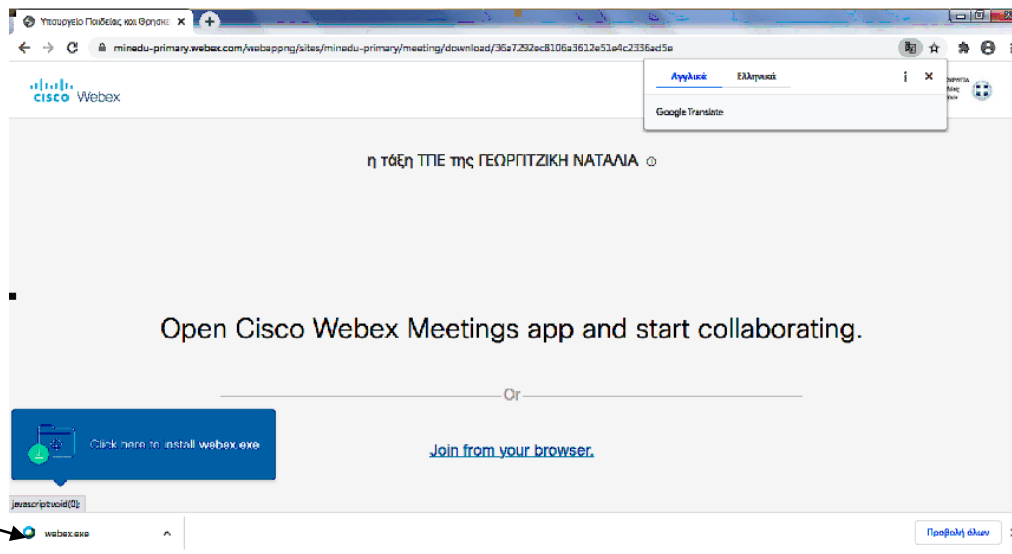 Υπουργείο Παιδείας και Θρησκε
minedu-primary.webex.com/webappng/sites/minedu-primary/meeting/download/36a7292ec8106a3612e51e4c2336ad5e
Αγγλικά Ελληνικά
Google Translate
cisco Webex
η τάξη ΤΠΕ της ΓΕΩΡΓΙΤΖΙΚΗ ΝΑΤΑΛΙΑ
Open Cisco Webex Meetings app and start collaborating.
Or
Click here to install webex.exe
Join from your browser.
javascript:void(0);
webex.exe
Προβολή όλων